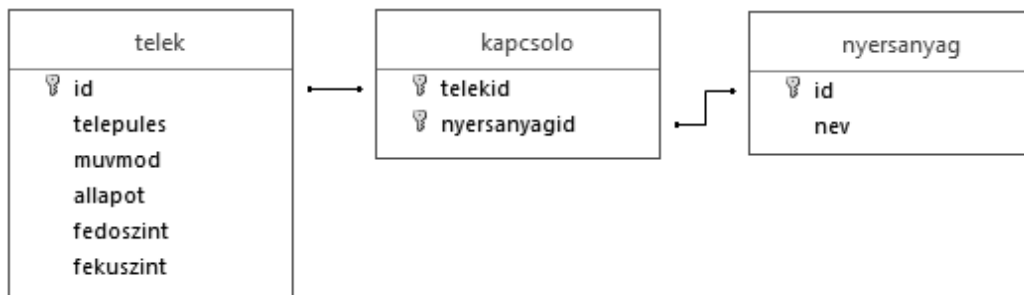 telek
id
telepules
muvmod
allapot
fedoszint
fekuszint
kapcsolo
telekid
nyersanyagid
nyersanyag
id
nev